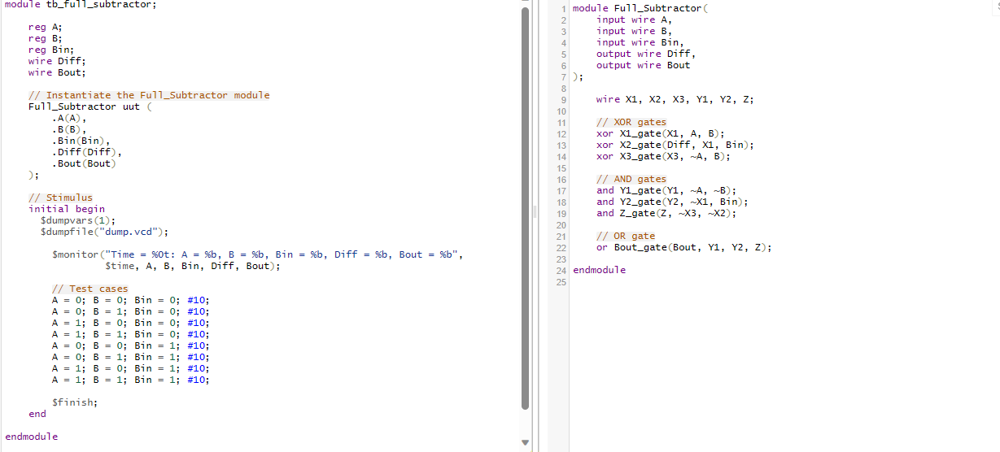 module tb_full_subtractor;
reg A;
reg B;
reg Bin;
wire Diff;
wire Bout;
// Instantiate the Full_Subtractor module
Full_Subtractor uut (
.A(A),
.B(B),
.Bin(Bin),
.Diff(Diff),
.Bout(Bout)
);
// Stimulus
initial begin
$dumpvars(1);
$dumpfile("dump.vcd");
$monitor("Time = %0t: A = %b, B = %b, Bin = %b, Diff = %b, Bout = %b",
$time, A, B, Bin, Diff, Bout);
// Test cases
A = 0; B = 0; Bin = 0; #10;
A = 0; B = 1; Bin = 0; #10;
A = 1; B = 0; Bin = 0; #10;
A = 1; B = 1; Bin = 0; #10;
A = 0; B = 0; Bin = 1; #10;
A = 0; B = 1; Bin = 1; #10;
A = 1; B = 0; Bin = 1; #10;
A = 1; B = 1; Bin = 1; #10;
$finish;
end
endmodule
1 module Full_Subtractor(
2 input wire A,
3 input wire B,
4 input wire Bin,
5 output wire Diff,
6 output wire Bout
7 );
8
9 wire X1, X2, X3, Y1, Y2, Z;
10
11 // XOR gates
12 xor X1_gate(X1, A, B);
13 xor X2_gate(Diff, X1, Bin);
14 xor X3_gate(X3, ~A, B);
15
16 // AND gates
17 and Y1_gate(Y1, ~A, ~B);
18 and Y2_gate(Y2, ~X1, Bin);
19 and Z_gate(Z, ~X3, ~X2);
20
21 // OR gate
22 or Bout_gate(Bout, Y1, Y2, Z);
23
24 endmodule
25